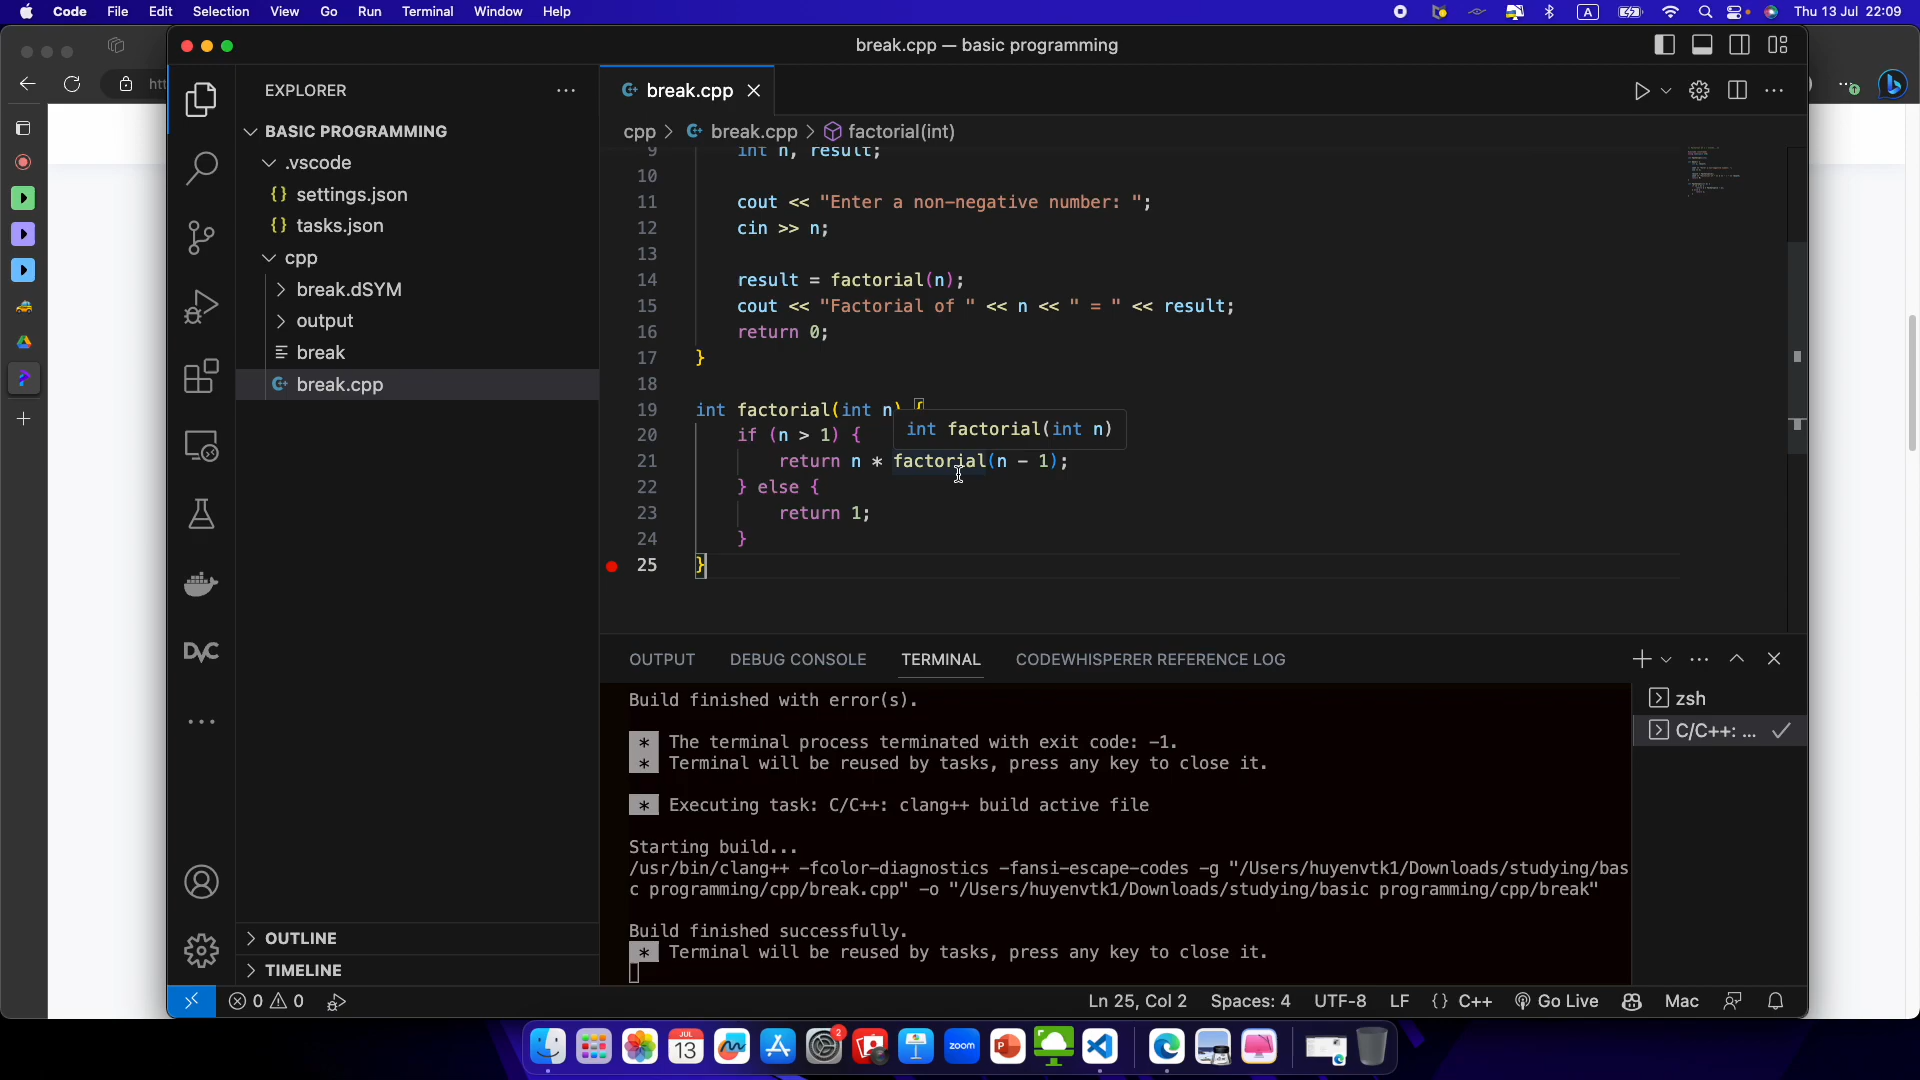 Code File Edit Selection View Go Run Terminal Window Help
A
Thu 13 Jul 22:09
break.cpp — basic programming
EXPLORER
BASIC PROGRAMMING
.vscode
{} settings.json
{} tasks.json
cpp
break.dSYM
output
break
break.cpp
OUTLINE
TIMELINE
DVC
break.cpp
cpp > break.cpp > factorial(int)
9 int n, result;
10
11 cout << "Enter a non-negative number: ";
12 cin >> n;
13
14 result = factorial(n);
15 cout << "Factorial of " << n << " = " << result;
16 return 0;
17 }
18
19 int factorial(int n) {
int factorial(int n)
20 if (n > 1) {
21 return n * factorial(n - 1);
22 } else {
23 return 1;
24 }
25 }
OUTPUT DEBUG CONSOLE TERMINAL CODEWHISPERER REFERENCE LOG
Build finished with error(s).
* The terminal process terminated with exit code: -1.
* Terminal will be reused by tasks, press any key to close it.
* Executing task: C/C++: clang++ build active file
Starting build...
/usr/bin/clang++ -fcolor-diagnostics -fansi-escape-codes -g "/Users/huyenvtk1/Downloads/studying/bas
c programming/cpp/break.cpp" -o "/Users/huyenvtk1/Downloads/studying/basic programming/cpp/break"
Build finished successfully.
* Terminal will be reused by tasks, press any key to close it.
zsh
C/C++: ...
0 0
Ln 25, Col 2 Spaces: 4 UTF-8 LF {} C++ Go Live Mac
JUL
13
2
zoom